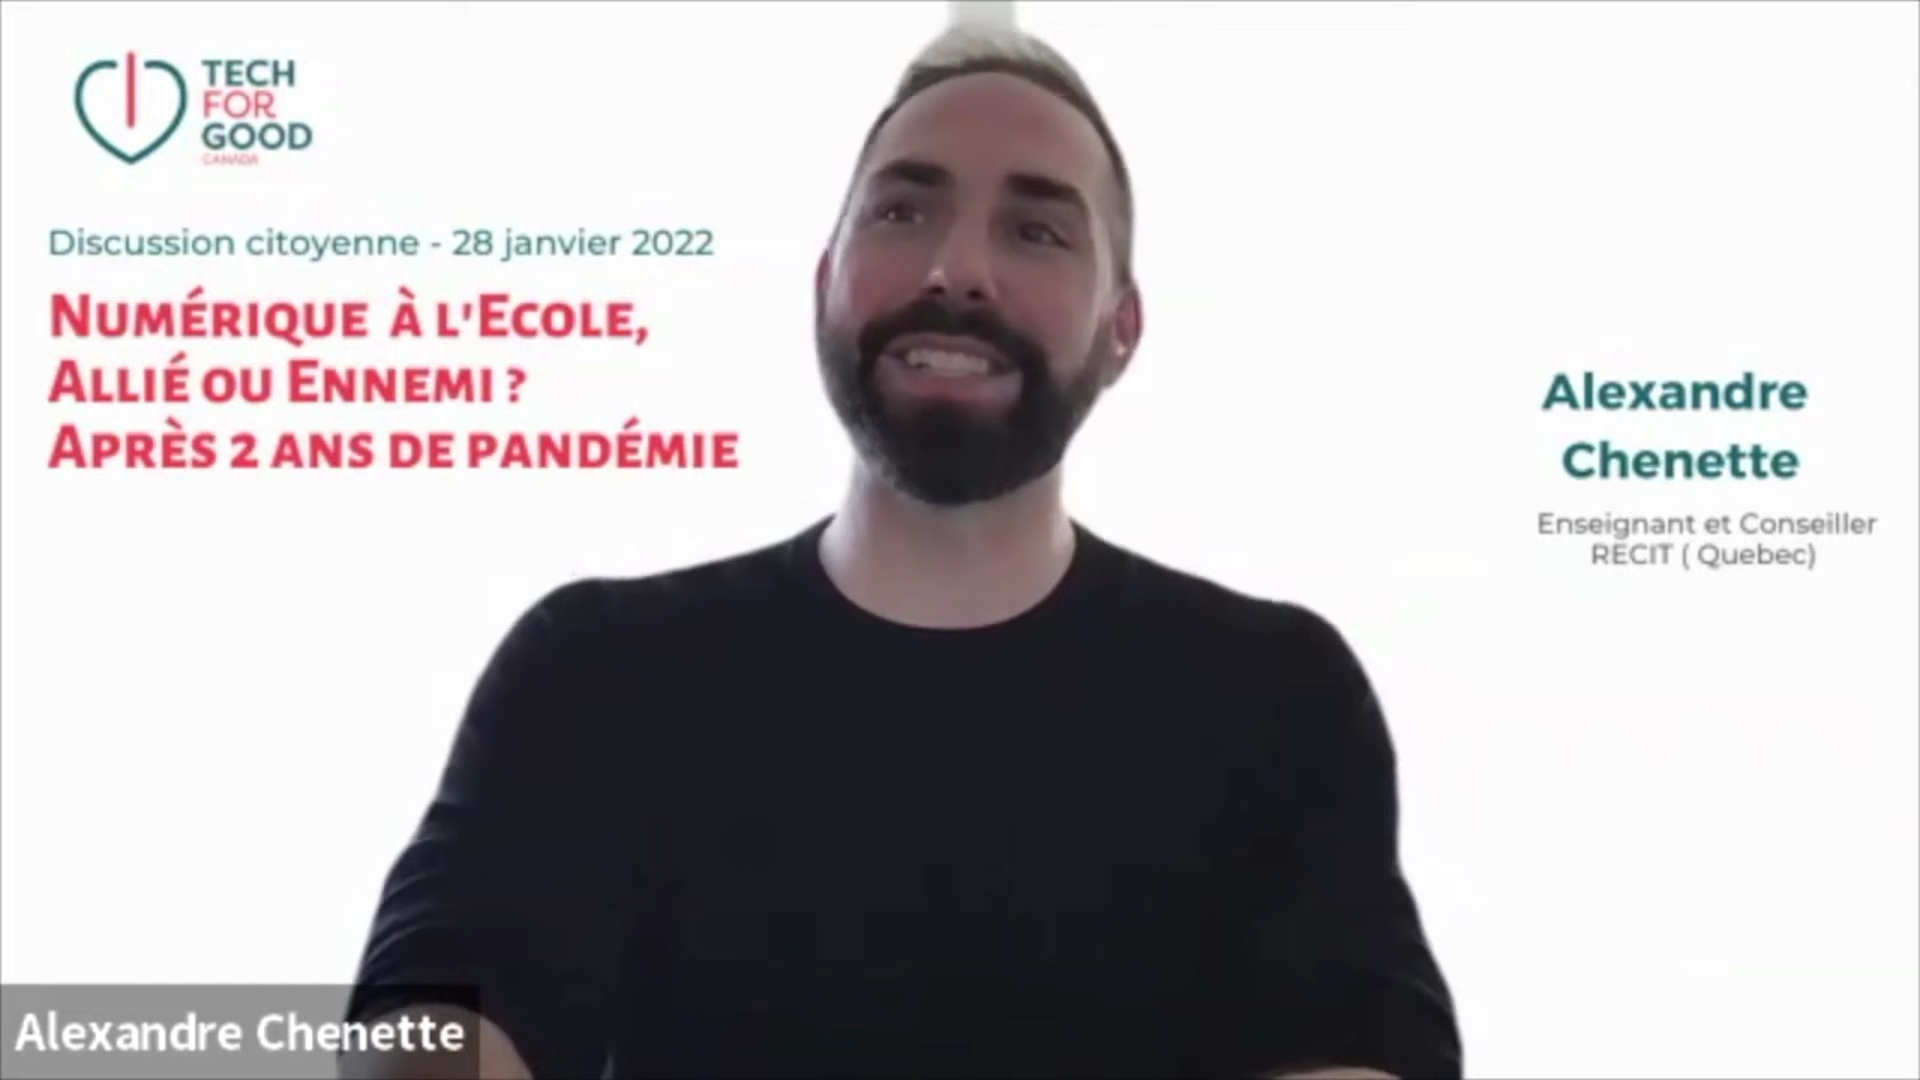 TECH
FOR
GOOD
CANADA
Discussion citoyenne - 28 janvier 2022
NUMÉRIQUE À L'ECOLE,
ALLIÉ OU ENNEMI ?
APRÈS 2 ANS DE PANDÉMIE
Alexandre
Chenette
Enseignant et Conseiller
RECIT ( Quebec)
Alexandre Chenette